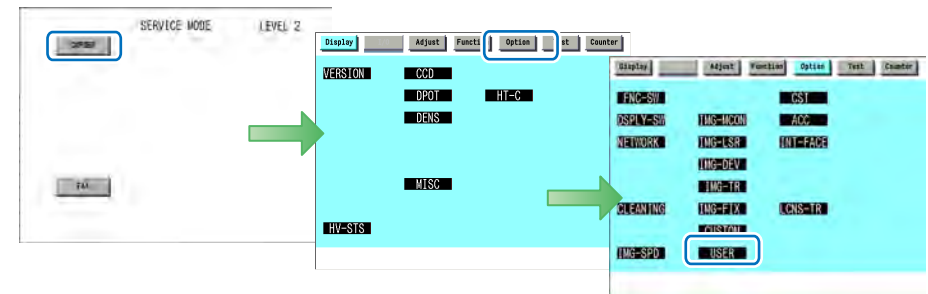 SERVICE MODE LEVEL 2
COPIER
FAX
Display Adjust Functi Option st Counter
VERSION CCD
DPOT HT-C
DENS
MISC
HV-STS
Display Adjust Function Option Test Counter
FNC-SW CST
DSPLY-SW IMG-MCON ACC
NETWORK IMG-LSR INT-FACE
IMG-DEV
IMG-TR
CLEANING IMG-FIX LCNS-TR
CUSTOM
IMG-SPD USER